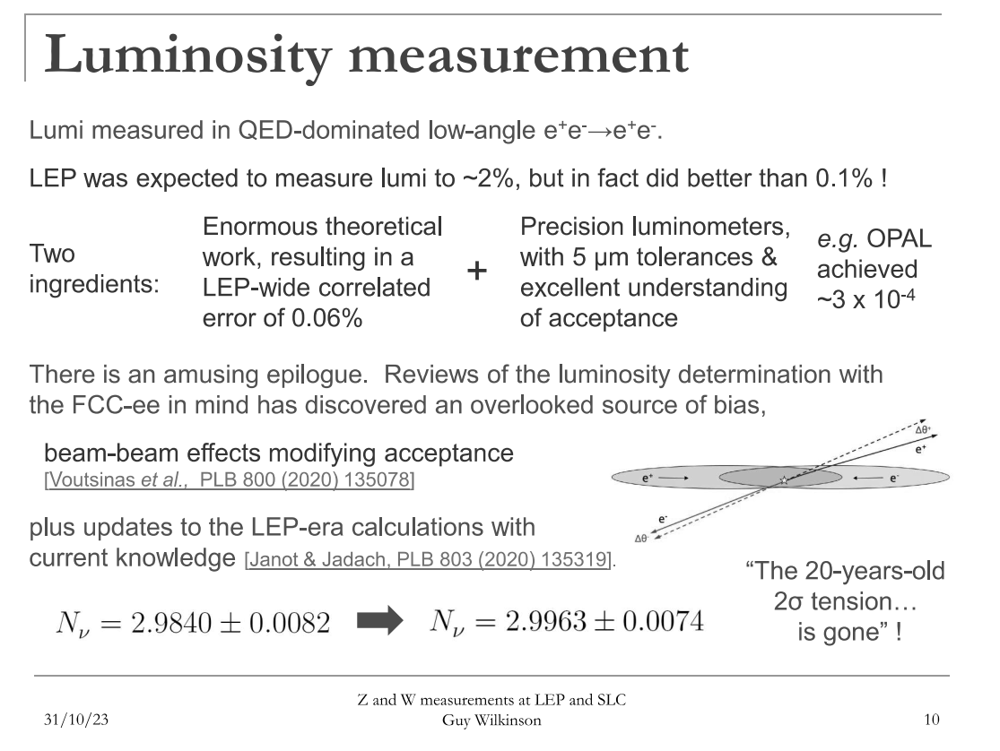 Luminosity measurement
Lumi measured in QED-dominated low-angle e⁺e⁻→e⁺e⁻.
LEP was expected to measure lumi to ~2%, but in fact did better than 0.1% !
Two
ingredients:
Enormous theoretical
work, resulting in a
LEP-wide correlated
error of 0.06%
+
Precision luminometers,
with 5 μm tolerances &
excellent understanding
of acceptance
e.g. OPAL
achieved
~3 x 10⁻⁴
There is an amusing epilogue. Reviews of the luminosity determination with
the FCC-ee in mind has discovered an overlooked source of bias,
beam-beam effects modifying acceptance
[Voutsinas et al., PLB 800 (2020) 135078]
Δθ⁺
e⁺
e⁺
e⁻
e⁻
Δθ⁻
plus updates to the LEP-era calculations with
current knowledge [Janot & Jadach, PLB 803 (2020) 135319].
"The 20-years-old
2σ tension…
is gone" !
Nᵥ = 2.9840 ± 0.0082
Nᵥ = 2.9963 ± 0.0074
31/10/23
Z and W measurements at LEP and SLC
Guy Wilkinson
10